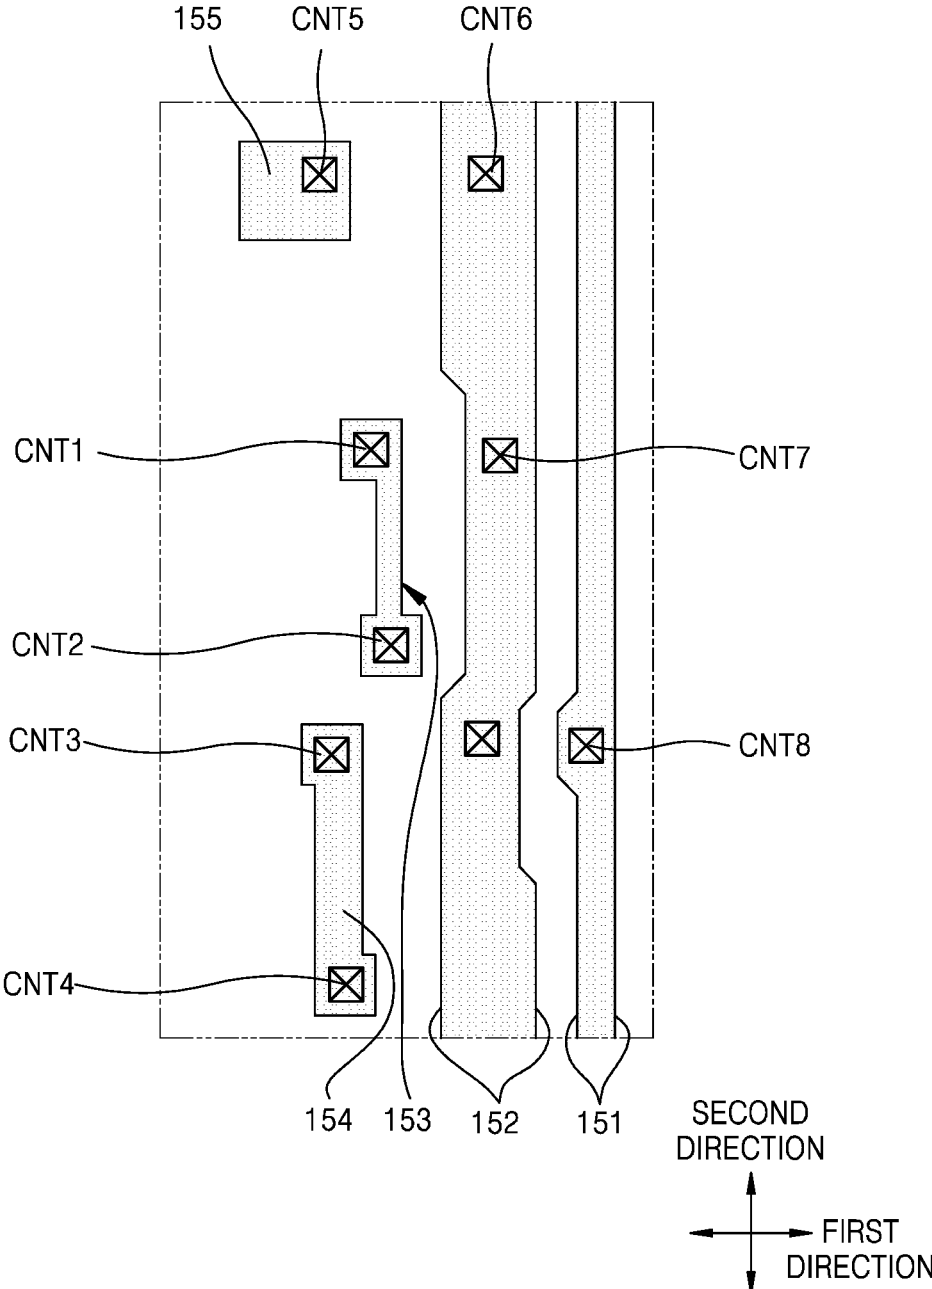 155 CNT5 CNT6
CNT1
CNT7
CNT2
CNT3
CNT8
CNT4
154 153 152 151
SECOND
DIRECTION
FIRST
DIRECTION